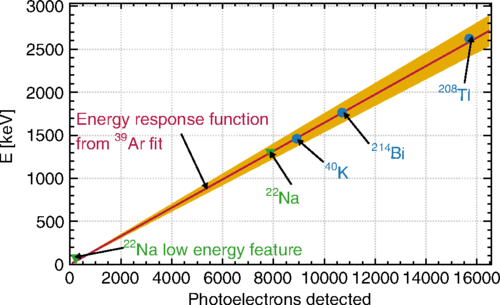 3000
2500
2000
1500
1000
500
0
E [keV]
²⁰⁸Tl
Energy response function
from ³⁹Ar fit
²¹⁴Bi
⁴⁰K
²²Na
²²Na low energy feature
0 2000 4000 6000 8000 10000 12000 14000 16000
Photoelectrons detected